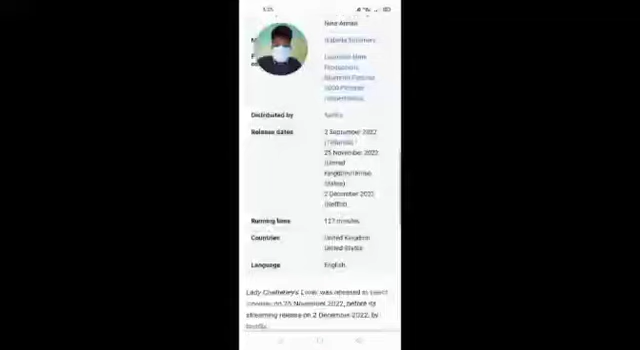 Distributed by
Netflix
Release dates
2 September 2022
(Telluride)
25 November 2022
(United
Kingdom/United
States)
2 December 2022
(Netflix)
Running time
127 minutes
Countries
United Kingdom
United States
Language
English
Lady Chatterley's Lover was released in select
cinemas on 25 November 2022, before its
streaming release on 2 December 2022, by
Netflix.